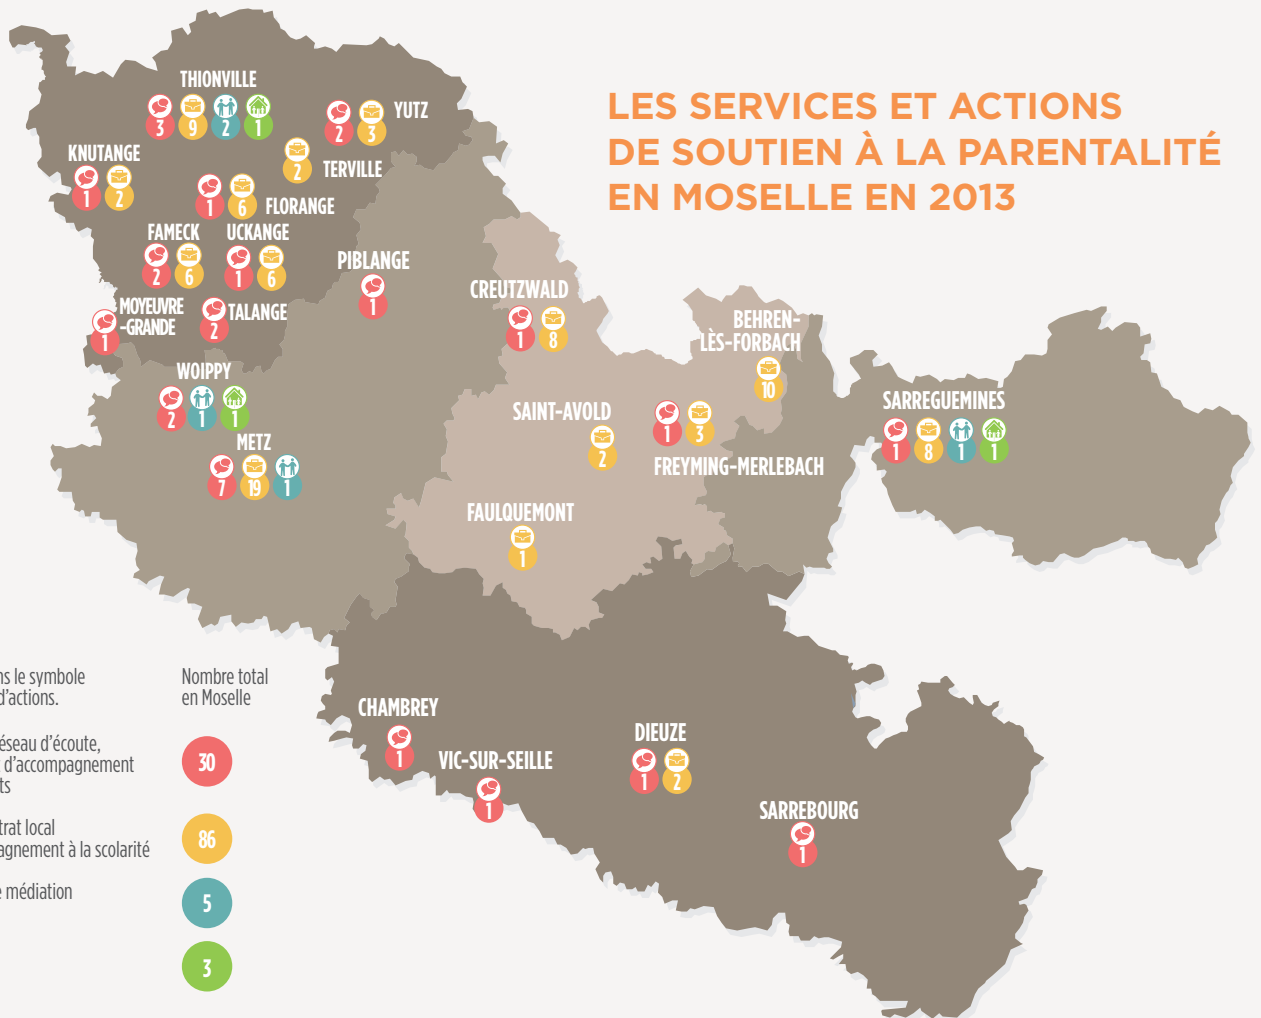 LES SERVICES ET ACTIONS
DE SOUTIEN À LA PARENTALITÉ
EN MOSELLE EN 2013
THIONVILLE
3 9 2 1
YUTZ
2 3
TERVILLE
2
KNUTANGE
1 2
FLORANGE
1 6
FAMECK
2 6
UCKANGE
1 6
PIBLANGE
1
MOYEUVRE
-GRANDE
1
TALANGE
2
CREUTZWALD
1 8
BEHREN-
LÈS-FORBACH
10
WOIPPY
2 1 1
METZ
7 19 1
SAINT-AVOLD
2
FREYMING-MERLEBACH
1 3
SARREGUEMINES
1 8 1 1
FAULQUEMONT
1
CHAMBREY
1
VIC-SUR-SEILLE
1
DIEUZE
1 2
SARREBOURG
1
ns le symbole
d'actions.
Nombre total
en Moselle
éseau d'écoute,
d'accompagnement
ts
30
trat local
agnement à la scolarité
86
e médiation
5
3